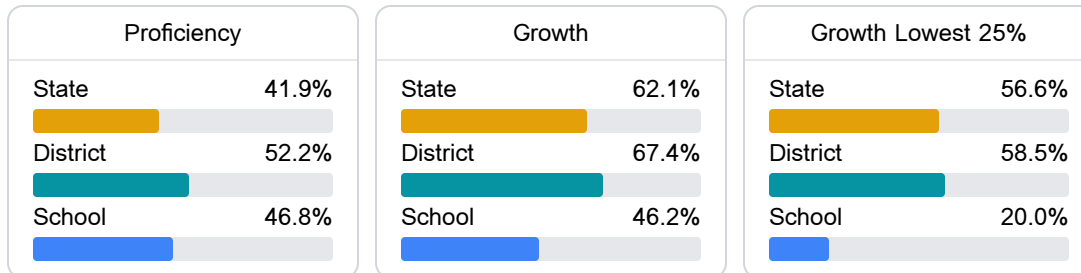 Proficiency
State 41.9%
District 52.2%
School 46.8%
Growth
State 62.1%
District 67.4%
School 46.2%
Growth Lowest 25%
State 56.6%
District 58.5%
School 20.0%